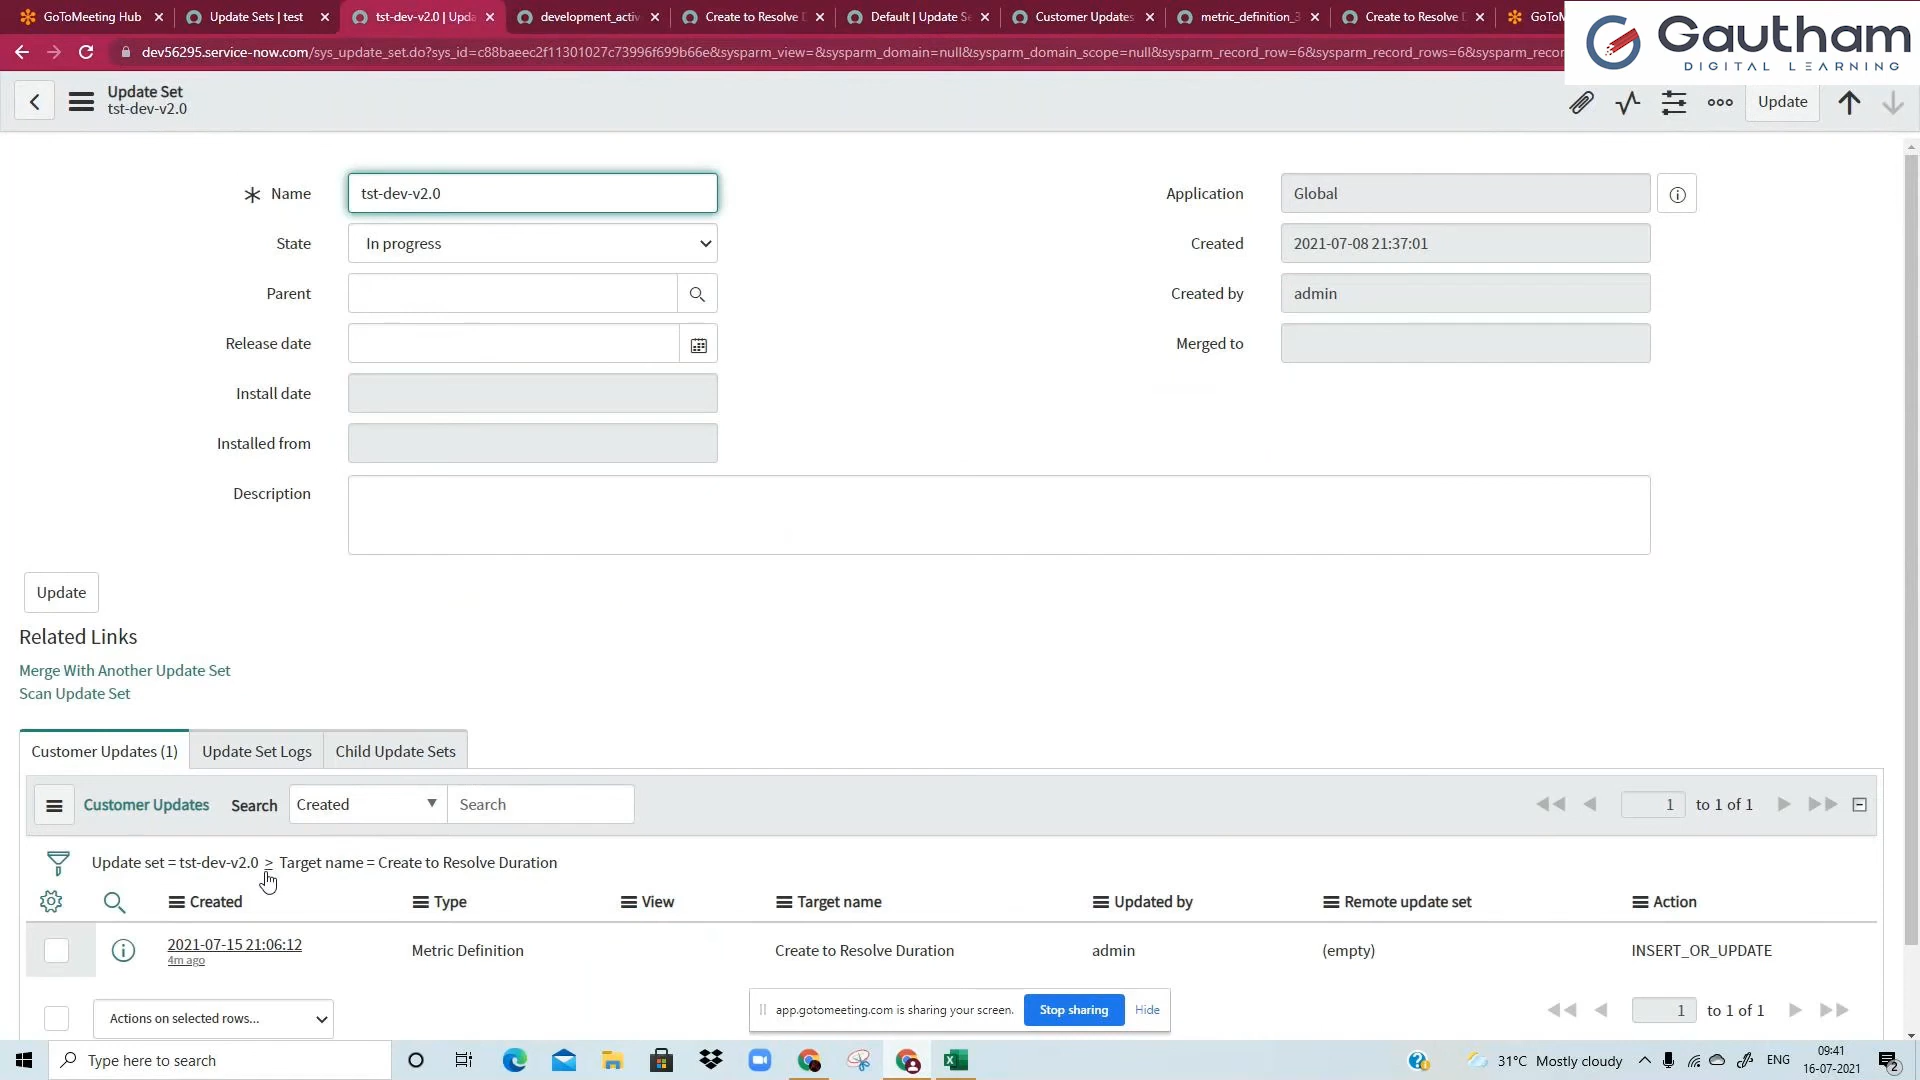 GoToMeeting Hub
Update Sets | test
tst-dev-v2.0 | Upda
development_activ
Create to Resolve D
Default | Update Se
Customer Updates
metric_definition_3
Create to Resolve D
GoToM
dev56295.service-now.com/sys_update_set.do?sys_id=c88baeec2f11301027c73996f699b66e&sysparm_view=&sysparm_domain=null&sysparm_domain_scope=null&sysparm_record_row=6&sysparm_record_rows=6&sysparm_recor
Gautham
DIGITAL LEARNING
Update Set
tst-dev-v2.0
Update
Name tst-dev-v2.0
Application Global
State In progress
Created 2021-07-08 21:37:01
Parent
Created by admin
Release date
Merged to
Install date
Installed from
Description
Update
Related Links
Merge With Another Update Set
Scan Update Set
Customer Updates (1) Update Set Logs Child Update Sets
Customer Updates Search Created Search 1 to 1 of 1
Update set = tst-dev-v2.0 > Target name = Create to Resolve Duration
Created Type View Target name Updated by Remote update set Action
2021-07-15 21:06:12 Metric Definition Create to Resolve Duration admin (empty) INSERT_OR_UPDATE
4m ago
Actions on selected rows... 1 to 1 of 1
app.gotomeeting.com is sharing your screen. Stop sharing Hide
Type here to search
31°C Mostly cloudy
ENG
09:41
16-07-2021
2